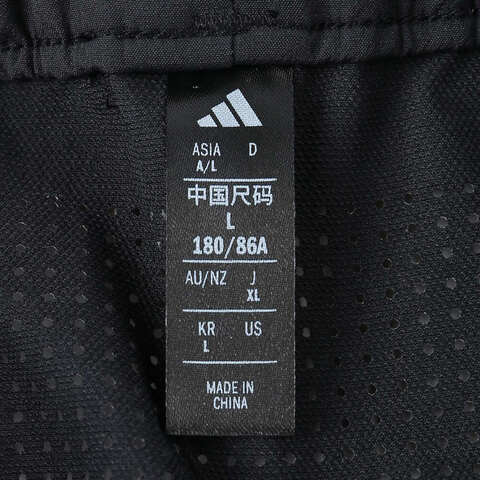 ASIA D
A/L
中国尺码
L
180/86A
AU/NZ J
XL
KR US
L
MADE IN
CHINA